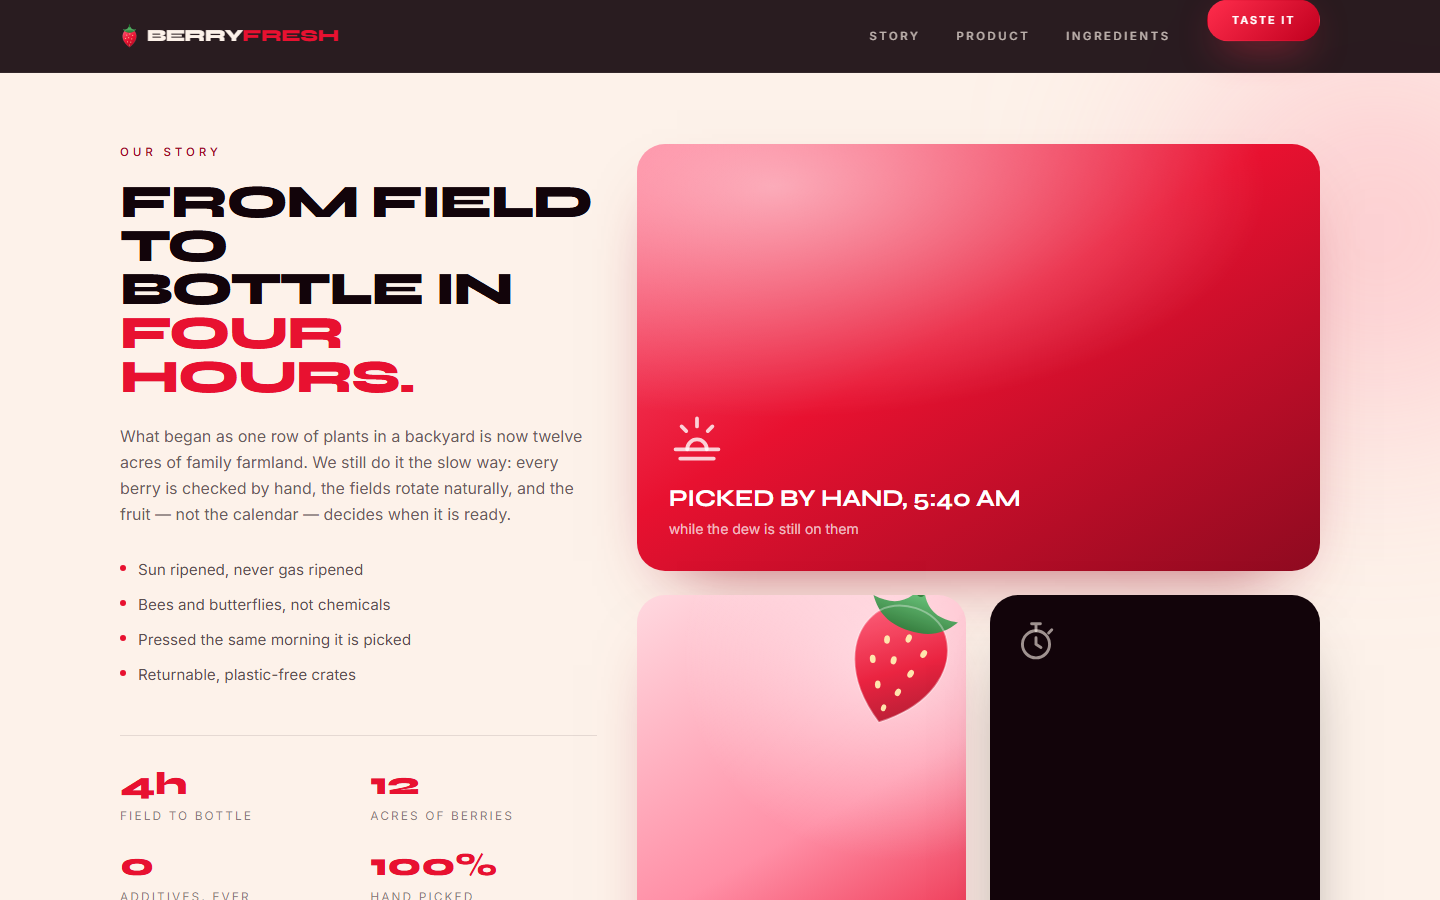 BERRYFRESH
STORY
PRODUCT
INGREDIENTS
TASTE IT
OUR STORY
FROM FIELD
TO
BOTTLE IN
FOUR
HOURS.
What began as one row of plants in a backyard is now twelve
acres of family farmland. We still do it the slow way: every
berry is checked by hand, the fields rotate naturally, and the
fruit — not the calendar — decides when it is ready.
Sun ripened, never gas ripened
Bees and butterflies, not chemicals
Pressed the same morning it is picked
Returnable, plastic-free crates
4h
FIELD TO BOTTLE
12
ACRES OF BERRIES
0
ADDITIVES, EVER
100%
HAND PICKED
PICKED BY HAND, 5:40 AM
while the dew is still on them